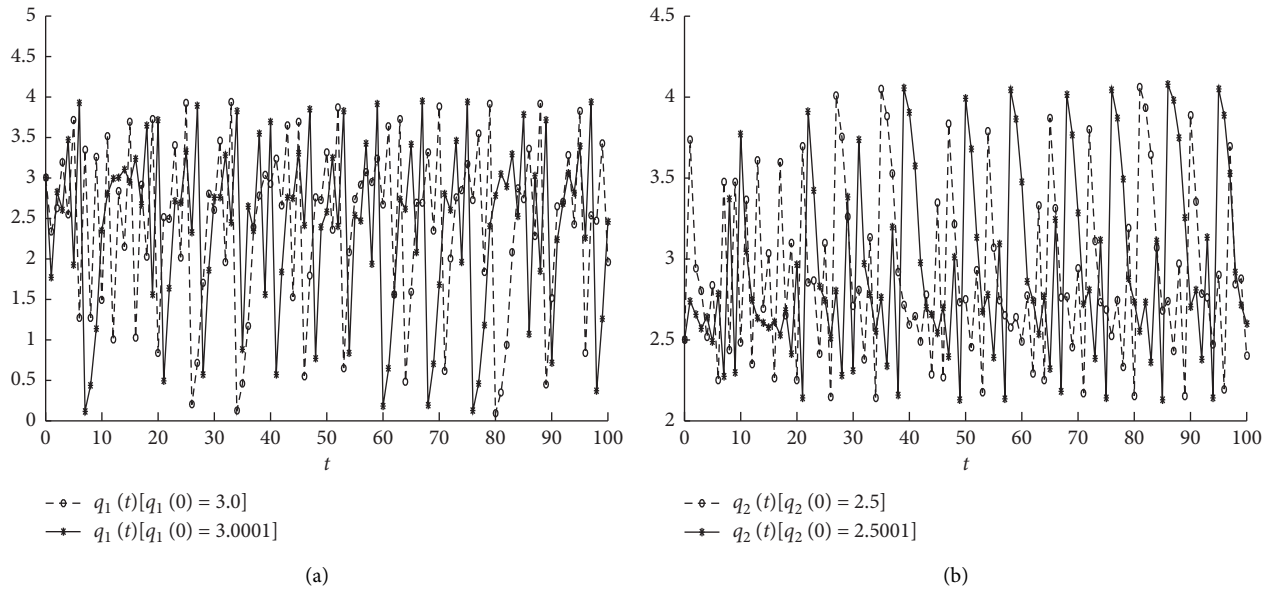 5
4.5
4
3.5
3
2.5
2
1.5
1
0.5
0
0 10 20 30 40 50 60 70 80 90 100
t
q₁ (t)[q₁ (0) = 3.0]
q₁ (t)[q₁ (0) = 3.0001]
(a)
4.5
4
3.5
3
2.5
2
0 10 20 30 40 50 60 70 80 90 100
t
q₂ (t)[q₂ (0) = 2.5]
q₂ (t)[q₂ (0) = 2.5001]
(b)